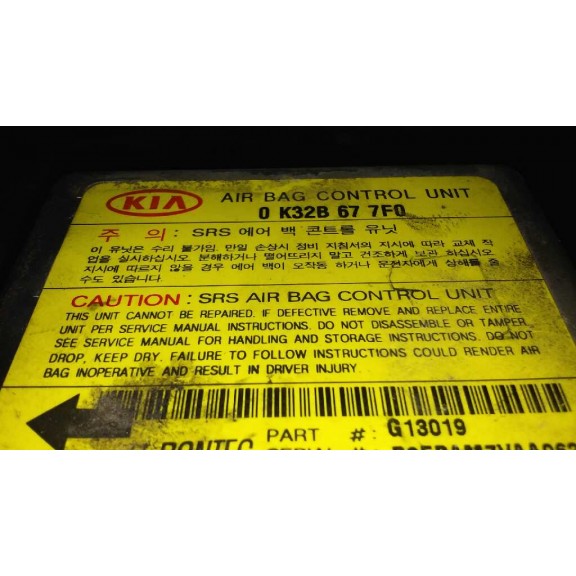 KIA AIR BAG CONTROL UNIT
0 K32B 67 7F0
주 의 : SRS 에어 백 콘트롤 유닛
이 유닛은 수리 불가임. 만일 손상시 정비 지침서의 지시에 따라 교체 작
업을 실시하십시오. 분해하거나 떨어뜨리지 말고 건조하게 보관 하십시오
지시에 따르지 않을 경우 에어 백이 오작동 하거나 운전자에게 상해를 줄
수도 있습니다.
CAUTION : SRS AIR BAG CONTROL UNIT
THIS UNIT CANNOT BE REPAIRED. IF DEFECTIVE REMOVE AND REPLACE ENTIRE
UNIT PER SERVICE MANUAL INSTRUCTIONS. DO NOT DISASSEMBLE OR TAMPER.
SEE SERVICE MANUAL FOR HANDLING AND STORAGE INSTRUCTIONS. DO NOT
DROP, KEEP DRY. FAILURE TO FOLLOW INSTRUCTIONS COULD RENDER AIR
BAG INOPERATIVE AND RESULT IN DRIVER INJURY.
PART #: G13019
BONTEC SERIAL #: